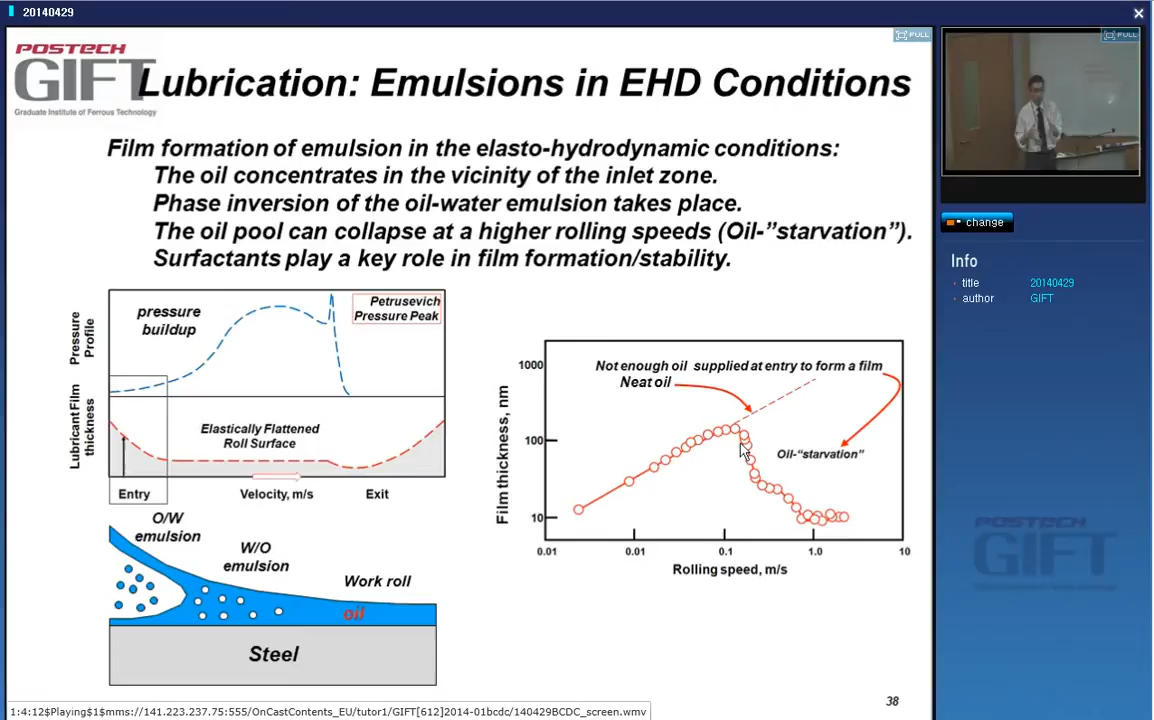 20140429
POSTECH
GIFT
Graduate Institute of Ferrous Technology
Lubrication: Emulsions in EHD Conditions
FULL
FULL
Film formation of emulsion in the elasto-hydrodynamic conditions:
The oil concentrates in the vicinity of the inlet zone.
Phase inversion of the oil-water emulsion takes place.
The oil pool can collapse at a higher rolling speeds (Oil-”starvation”).
Surfactants play a key role in film formation/stability.
change
Info
title 20140429
author GIFT
Pressure
Profile
pressure
buildup
Petrusevich
Pressure Peak
Lubricant Film
thickness
Elastically Flattened
Roll Surface
Entry
Velocity, m/s
Exit
O/W
emulsion
W/O
emulsion
Work roll
oil
Steel
Film thickness, nm
1000
100
10
Not enough oil supplied at entry to form a film
Neat oil
Oil-“starvation”
0.01
0.01
0.1
1.0
10
Rolling speed, m/s
POSTECH
GIFT
38
1:4:12$Playing$1$mms://141.223.237.75:555/OnCastContents_EU/tutor1/GIFT[612]2014-01bcdc/140429BCDC_screen.wmv